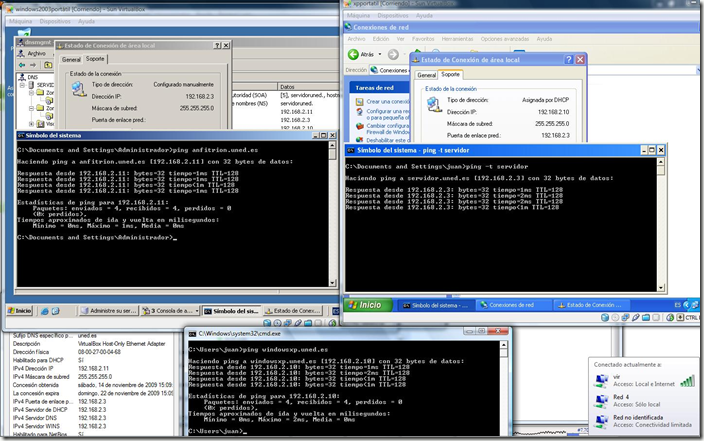 windows2003portatil [Corriendo] - Sun VirtualBox
Máquina Dispositivos Ayuda
dnsmgmt
Archivo
DNS
SERVID
Zor
Zor
Estado de Conexión de área local
General Soporte
Estado de la conexión
Tipo de dirección: Configurado manualmente
Dirección IP: 192.168.2.3
Máscara de subred: 255.255.255.0
Puerta de enlace pred.:
Ventana Ayuda
Datos
toridad (SOA) [5], servidoruned., hosts
e nombres (NS) servidoruned.
192.168.2.3
192.168.2.10
Símbolo del sistema
C:\Documents and Settings\Administrador>ping anfitrion.uned.es
Haciendo ping a anfitrion.uned.es [192.168.2.11] con 32 bytes de datos:
Respuesta desde 192.168.2.11: bytes=32 tiempo=1ms TTL=128
Respuesta desde 192.168.2.11: bytes=32 tiempo=1ms TTL=128
Respuesta desde 192.168.2.11: bytes=32 tiempo<1m TTL=128
Respuesta desde 192.168.2.11: bytes=32 tiempo=1ms TTL=128
Estadísticas de ping para 192.168.2.11:
Paquetes: enviados = 4, recibidos = 4, perdidos = 0
(0% perdidos),
Tiempos aproximados de ida y vuelta en milisegundos:
Mínimo = 0ms, Máximo = 1ms, Media = 0ms
C:\Documents and Settings\Administrador>_
Inicio
Administre su ser...
3 Consola de a...
Símbolo del sis...
Estado de Conex...
xpportatil [Corriendo] - Sun VirtualBox
Máquina Dispositivos Ayuda
Conexiones de red
Archivo Edición Ver Favoritos Herramientas Opciones avanzadas Ayuda
Atrás
Dirección Conexiones
Tareas de red
Crear una conexión
Configurar una red
o para pequeña of
Cambiar configura
Firewall de Windows
Deshabilitar este
Estado de Conexión de área local
General Soporte
Estado de la conexión
Tipo de dirección: Asignada por DHCP
Dirección IP: 192.168.2.10
Máscara de subred: 255.255.255.0
Puerta de enlace pred.: 192.168.2.3
Símbolo del sistema - ping -t servidor
C:\Documents and Settings\juan>ping -t servidor
Haciendo ping a servidor.uned.es [192.168.2.3] con 32 bytes de datos:
Respuesta desde 192.168.2.3: bytes=32 tiempo=1ms TTL=128
Respuesta desde 192.168.2.3: bytes=32 tiempo=2ms TTL=128
Respuesta desde 192.168.2.3: bytes=32 tiempo=2ms TTL=128
Respuesta desde 192.168.2.3: bytes=32 tiempo<1m TTL=128
Inicio
Símbolo del sistema - ...
Conexiones de red
Estado de Conexión ...
ES
CTRL
Sufijo DNS específico p... uned.es
Descripción VirtualBox Host-Only Ethernet Adapter
Dirección física 08-00-27-00-64-68
Habilitado para DHCP Sí
IPv4 Dirección IP 192.168.2.11
IPv4 Máscara de subred 255.255.255.0
Concesión obtenida sábado, 14 de noviembre de 2009 15:09:
La concesión expira domingo, 22 de noviembre de 2009 15:09:
IPv4 Puerta de enlace p... 192.168.2.3
IPv4 Servidor de DHCP 192.168.2.3
IPv4 Servidor DNS 192.168.2.3
IPv4 Servidor WINS 192.168.2.3
Habilitado para NetBios... Sí
C:\Windows\system32\cmd.exe
C:\Users\juan>ping windowsxp.uned.es
Haciendo ping a windowsxp.uned.es [192.168.2.10] con 32 bytes de datos:
Respuesta desde 192.168.2.10: bytes=32 tiempo=1ms TTL=128
Respuesta desde 192.168.2.10: bytes=32 tiempo=2ms TTL=128
Respuesta desde 192.168.2.10: bytes=32 tiempo<1m TTL=128
Respuesta desde 192.168.2.10: bytes=32 tiempo<1m TTL=128
Estadísticas de ping para 192.168.2.10:
Paquetes: enviados = 4, recibidos = 4, perdidos = 0
(0% perdidos),
Tiempos aproximados de ida y vuelta en milisegundos:
Mínimo = 0ms, Máximo = 2ms, Media = 0ms
C:\Users\juan>_
Conectado actualmente a:
vir
Acceso: Local e Internet
Red 4
Acceso: Sólo local
Red no identificada
Acceso: Conectividad limitada